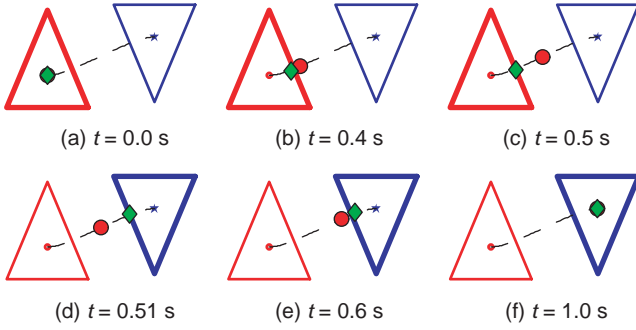 (a) t = 0.0 s
(b) t = 0.4 s
(c) t = 0.5 s
(d) t = 0.51 s
(e) t = 0.6 s
(f) t = 1.0 s